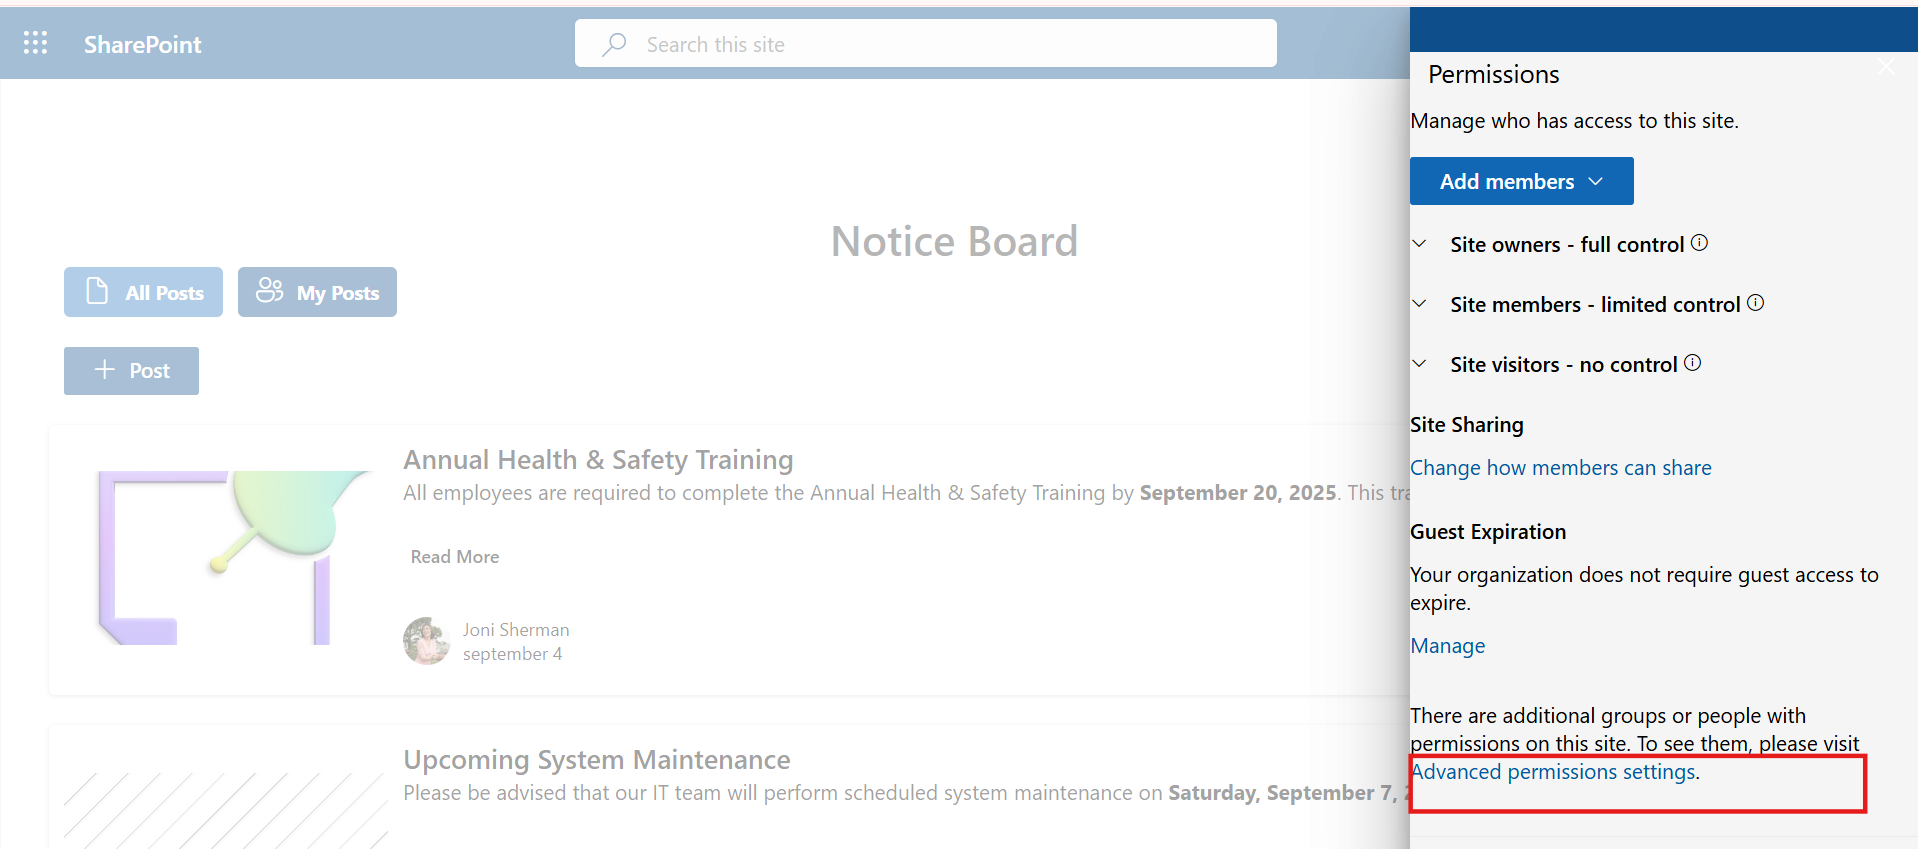 SharePoint
Search this site
Notice Board
All Posts
My Posts
Post
Annual Health & Safety Training
All employees are required to complete the Annual Health & Safety Training by September 20, 2025. This tra
Read More
Joni Sherman
september 4
Upcoming System Maintenance
Please be advised that our IT team will perform scheduled system maintenance on Saturday, September 7,
Permissions
Manage who has access to this site.
Add members
Site owners - full control
Site members - limited control
Site visitors - no control
Site Sharing
Change how members can share
Guest Expiration
Your organization does not require guest access to
expire.
Manage
There are additional groups or people with
permissions on this site. To see them, please visit
Advanced permissions settings.